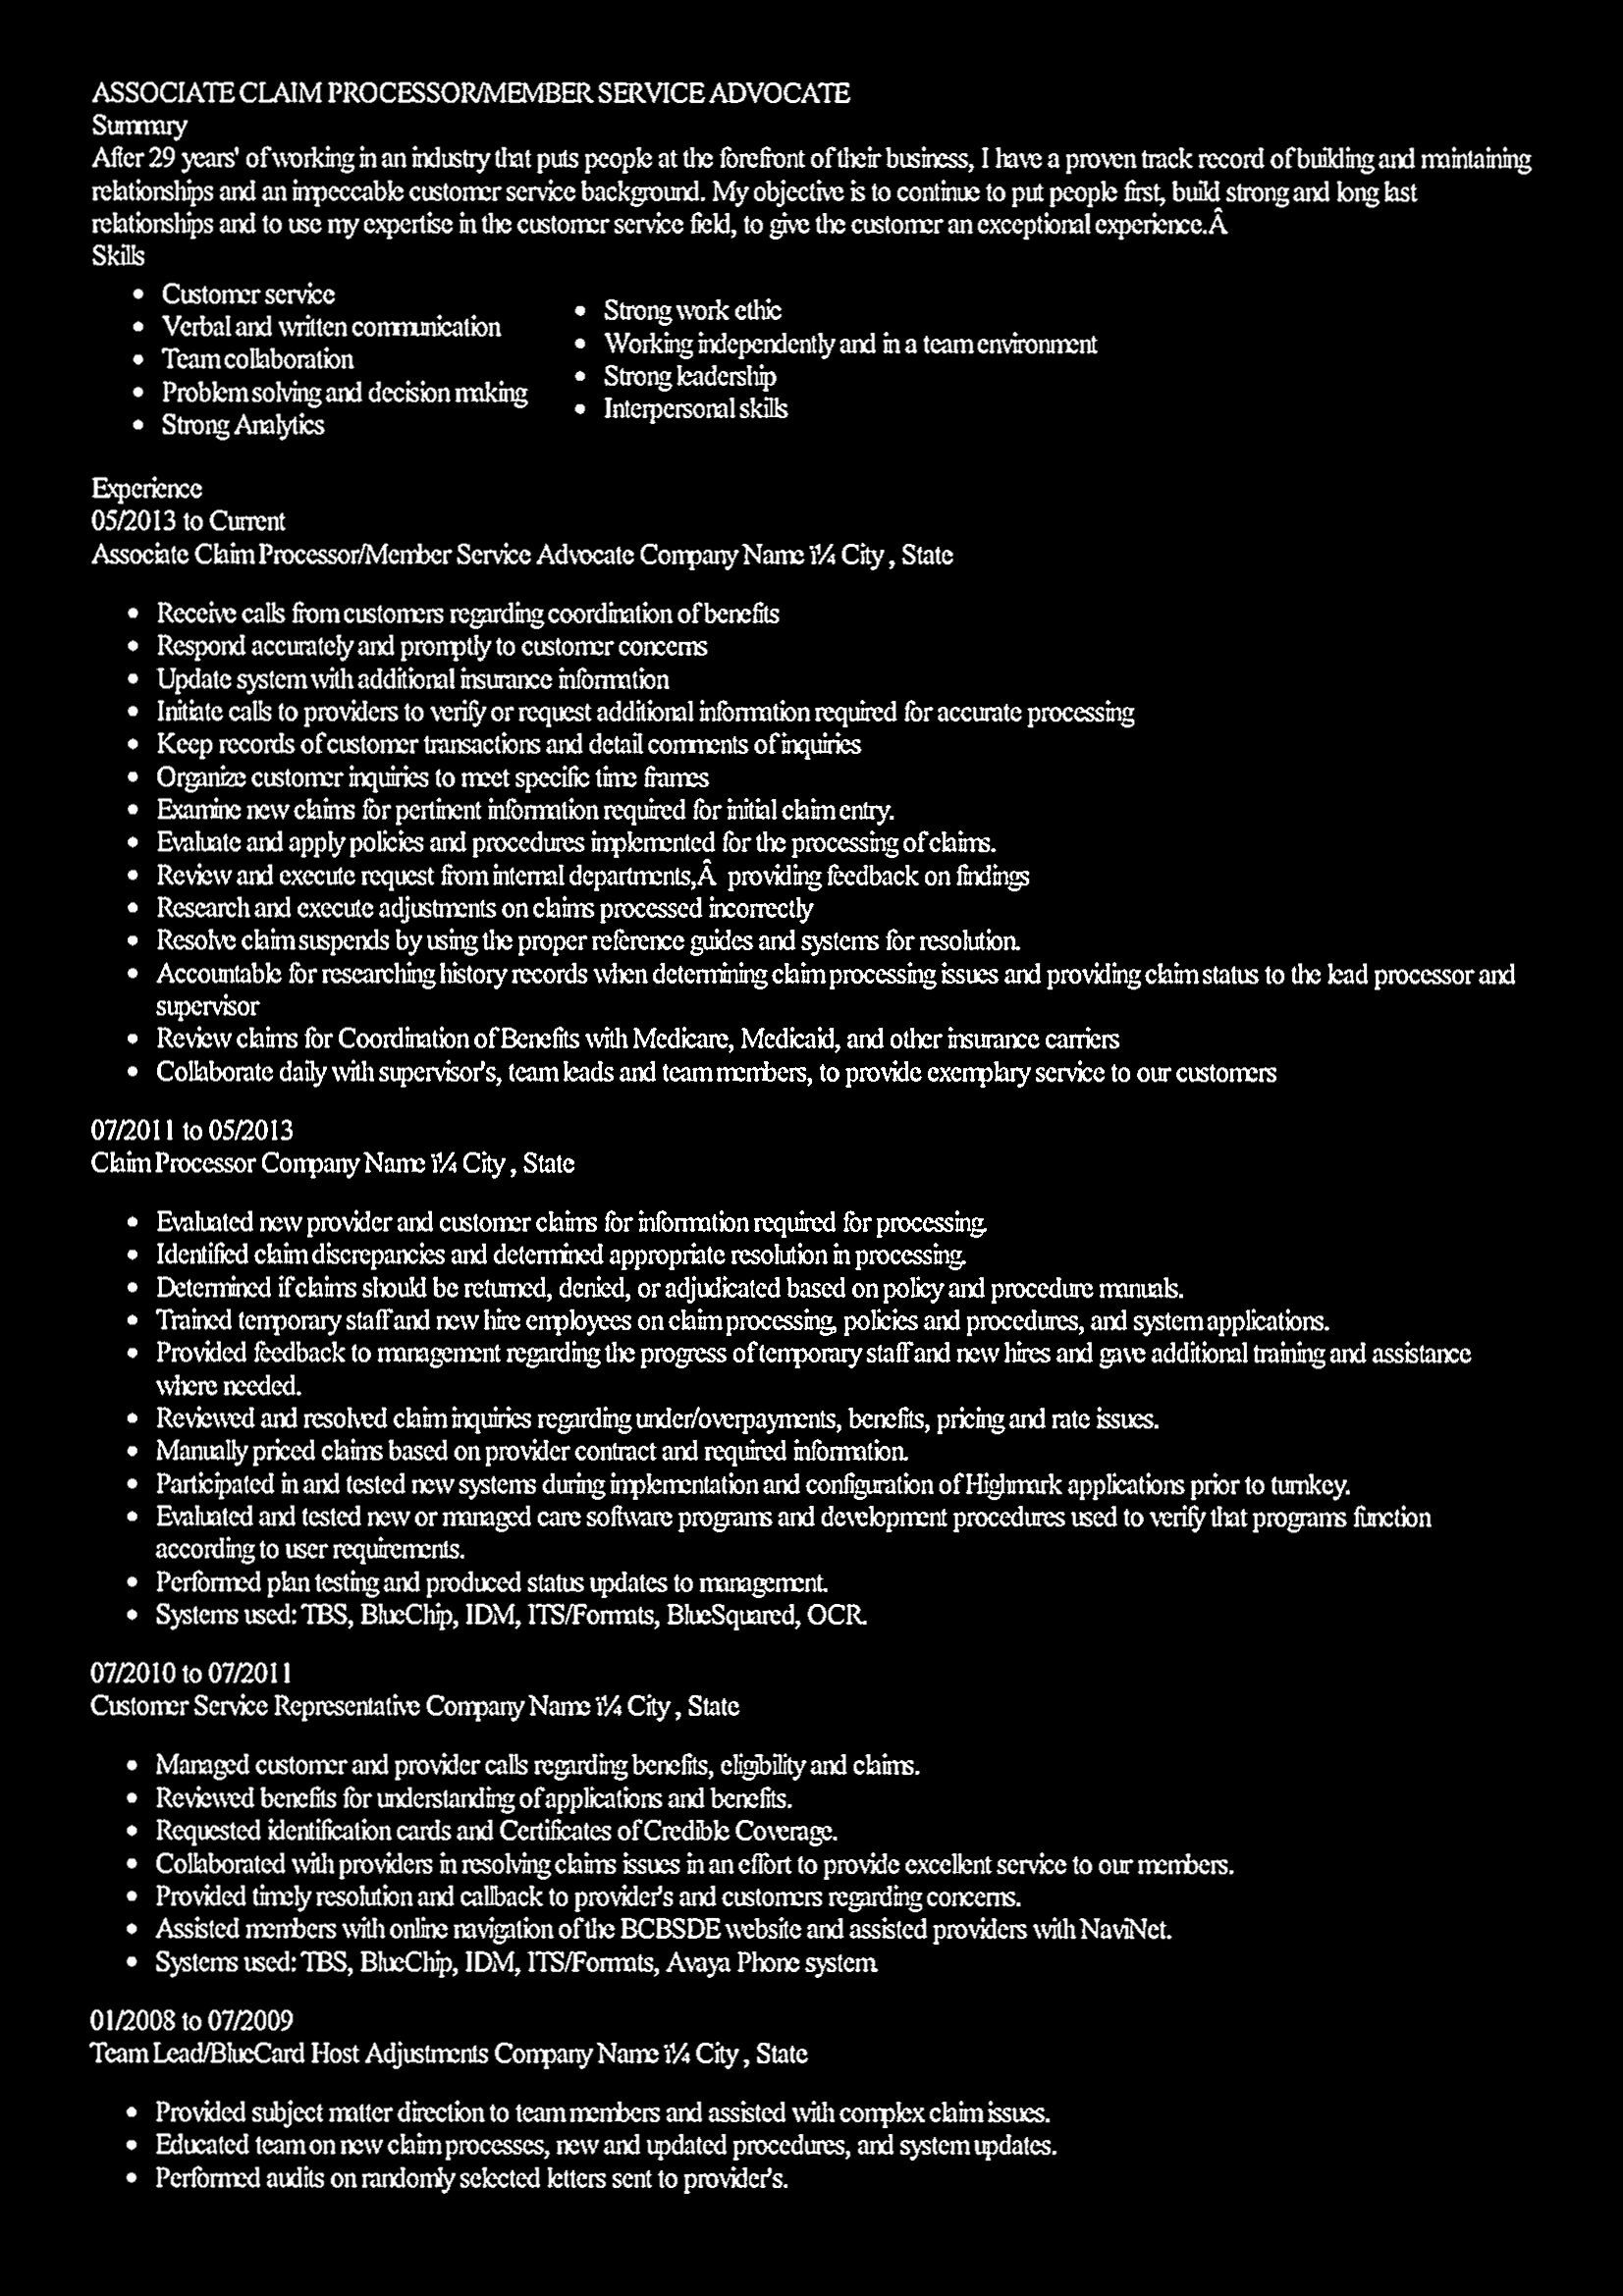 ASSOCIATE CLAIM PROCESSOR/MEMBER SERVICE ADVOCATE
Summary
After 29 years' of working in an industry that puts people at the forefront of their business, I have a proven track record of building and maintaining
relationships and an impeccable customer service background. My objective is to continue to put people first, build strong and long last
relationships and to use my expertise in the customer service field, to give the customer an exceptional experience.Â
Skills
• Customer service
• Verbal and written communication
• Team collaboration
• Problem solving and decision making
• Strong Analytics
• Strong work ethic
• Working independently and in a team environment
• Strong leadership
• Interpersonal skills
Experience
05/2013 to Current
Associate Claim Processor/Member Service Advocate Company Name ï¼ City , State
• Receive calls from customers regarding coordination of benefits
• Respond accurately and promptly to customer concerns
• Update system with additional insurance information
• Initiate calls to providers to verify or request additional information required for accurate processing
• Keep records of customer transactions and detail comments of inquiries
• Organize customer inquiries to meet specific time frames
• Examine new claims for pertinent information required for initial claim entry.
• Evaluate and apply policies and procedures implemented for the processing of claims.
• Review and execute request from internal departments,Â  providing feedback on findings
• Research and execute adjustments on claims processed incorrectly
• Resolve claim suspends by using the proper reference guides and systems for resolution.
• Accountable for researching history records when determining claim processing issues and providing claim status to the lead processor and
supervisor
• Review claims for Coordination of Benefits with Medicare, Medicaid, and other insurance carriers
• Collaborate daily with supervisor's, team leads and team members, to provide exemplary service to our customers
07/2011 to 05/2013
Claim Processor Company Name ï¼ City , State
• Evaluated new provider and customer claims for information required for processing.
• Identified claim discrepancies and determined appropriate resolution in processing.
• Determined if claims should be returned, denied, or adjudicated based on policy and procedure manuals.
• Trained temporary staff and new hire employees on claim processing, policies and procedures, and system applications.
• Provided feedback to management regarding the progress of temporary staff and new hires and gave additional training and assistance
where needed.
• Reviewed and resolved claim inquiries regarding under/overpayments, benefits, pricing and rate issues.
• Manually priced claims based on provider contract and required information.
• Participated in and tested new systems during implementation and configuration of Highmark applications prior to turnkey.
• Evaluated and tested new or managed care software programs and development procedures used to verify that programs function
according to user requirements.
• Performed plan testing and produced status updates to management.
• Systems used: TBS, BlueChip, IDM, ITS/Formats, BlueSquared, OCR.
07/2010 to 07/2011
Customer Service Representative Company Name ï¼ City , State
• Managed customer and provider calls regarding benefits, eligibility and claims.
• Reviewed benefits for understanding of applications and benefits.
• Requested identification cards and Certificates of Credible Coverage.
• Collaborated with providers in resolving claims issues in an effort to provide excellent service to our members.
• Provided timely resolution and callback to provider's and customers regarding concerns.
• Assisted members with online navigation of the BCBSDE website and assisted providers with NaviNet.
• Systems used: TBS, BlueChip, IDM, ITS/Formats, Avaya Phone system.
01/2008 to 07/2009
Team Lead/BlueCard Host Adjustments Company Name ï¼ City , State
• Provided subject matter direction to team members and assisted with complex claim issues.
• Educated team on new claim processes, new and updated procedures, and system updates.
• Performed audits on randomly selected letters sent to provider's.